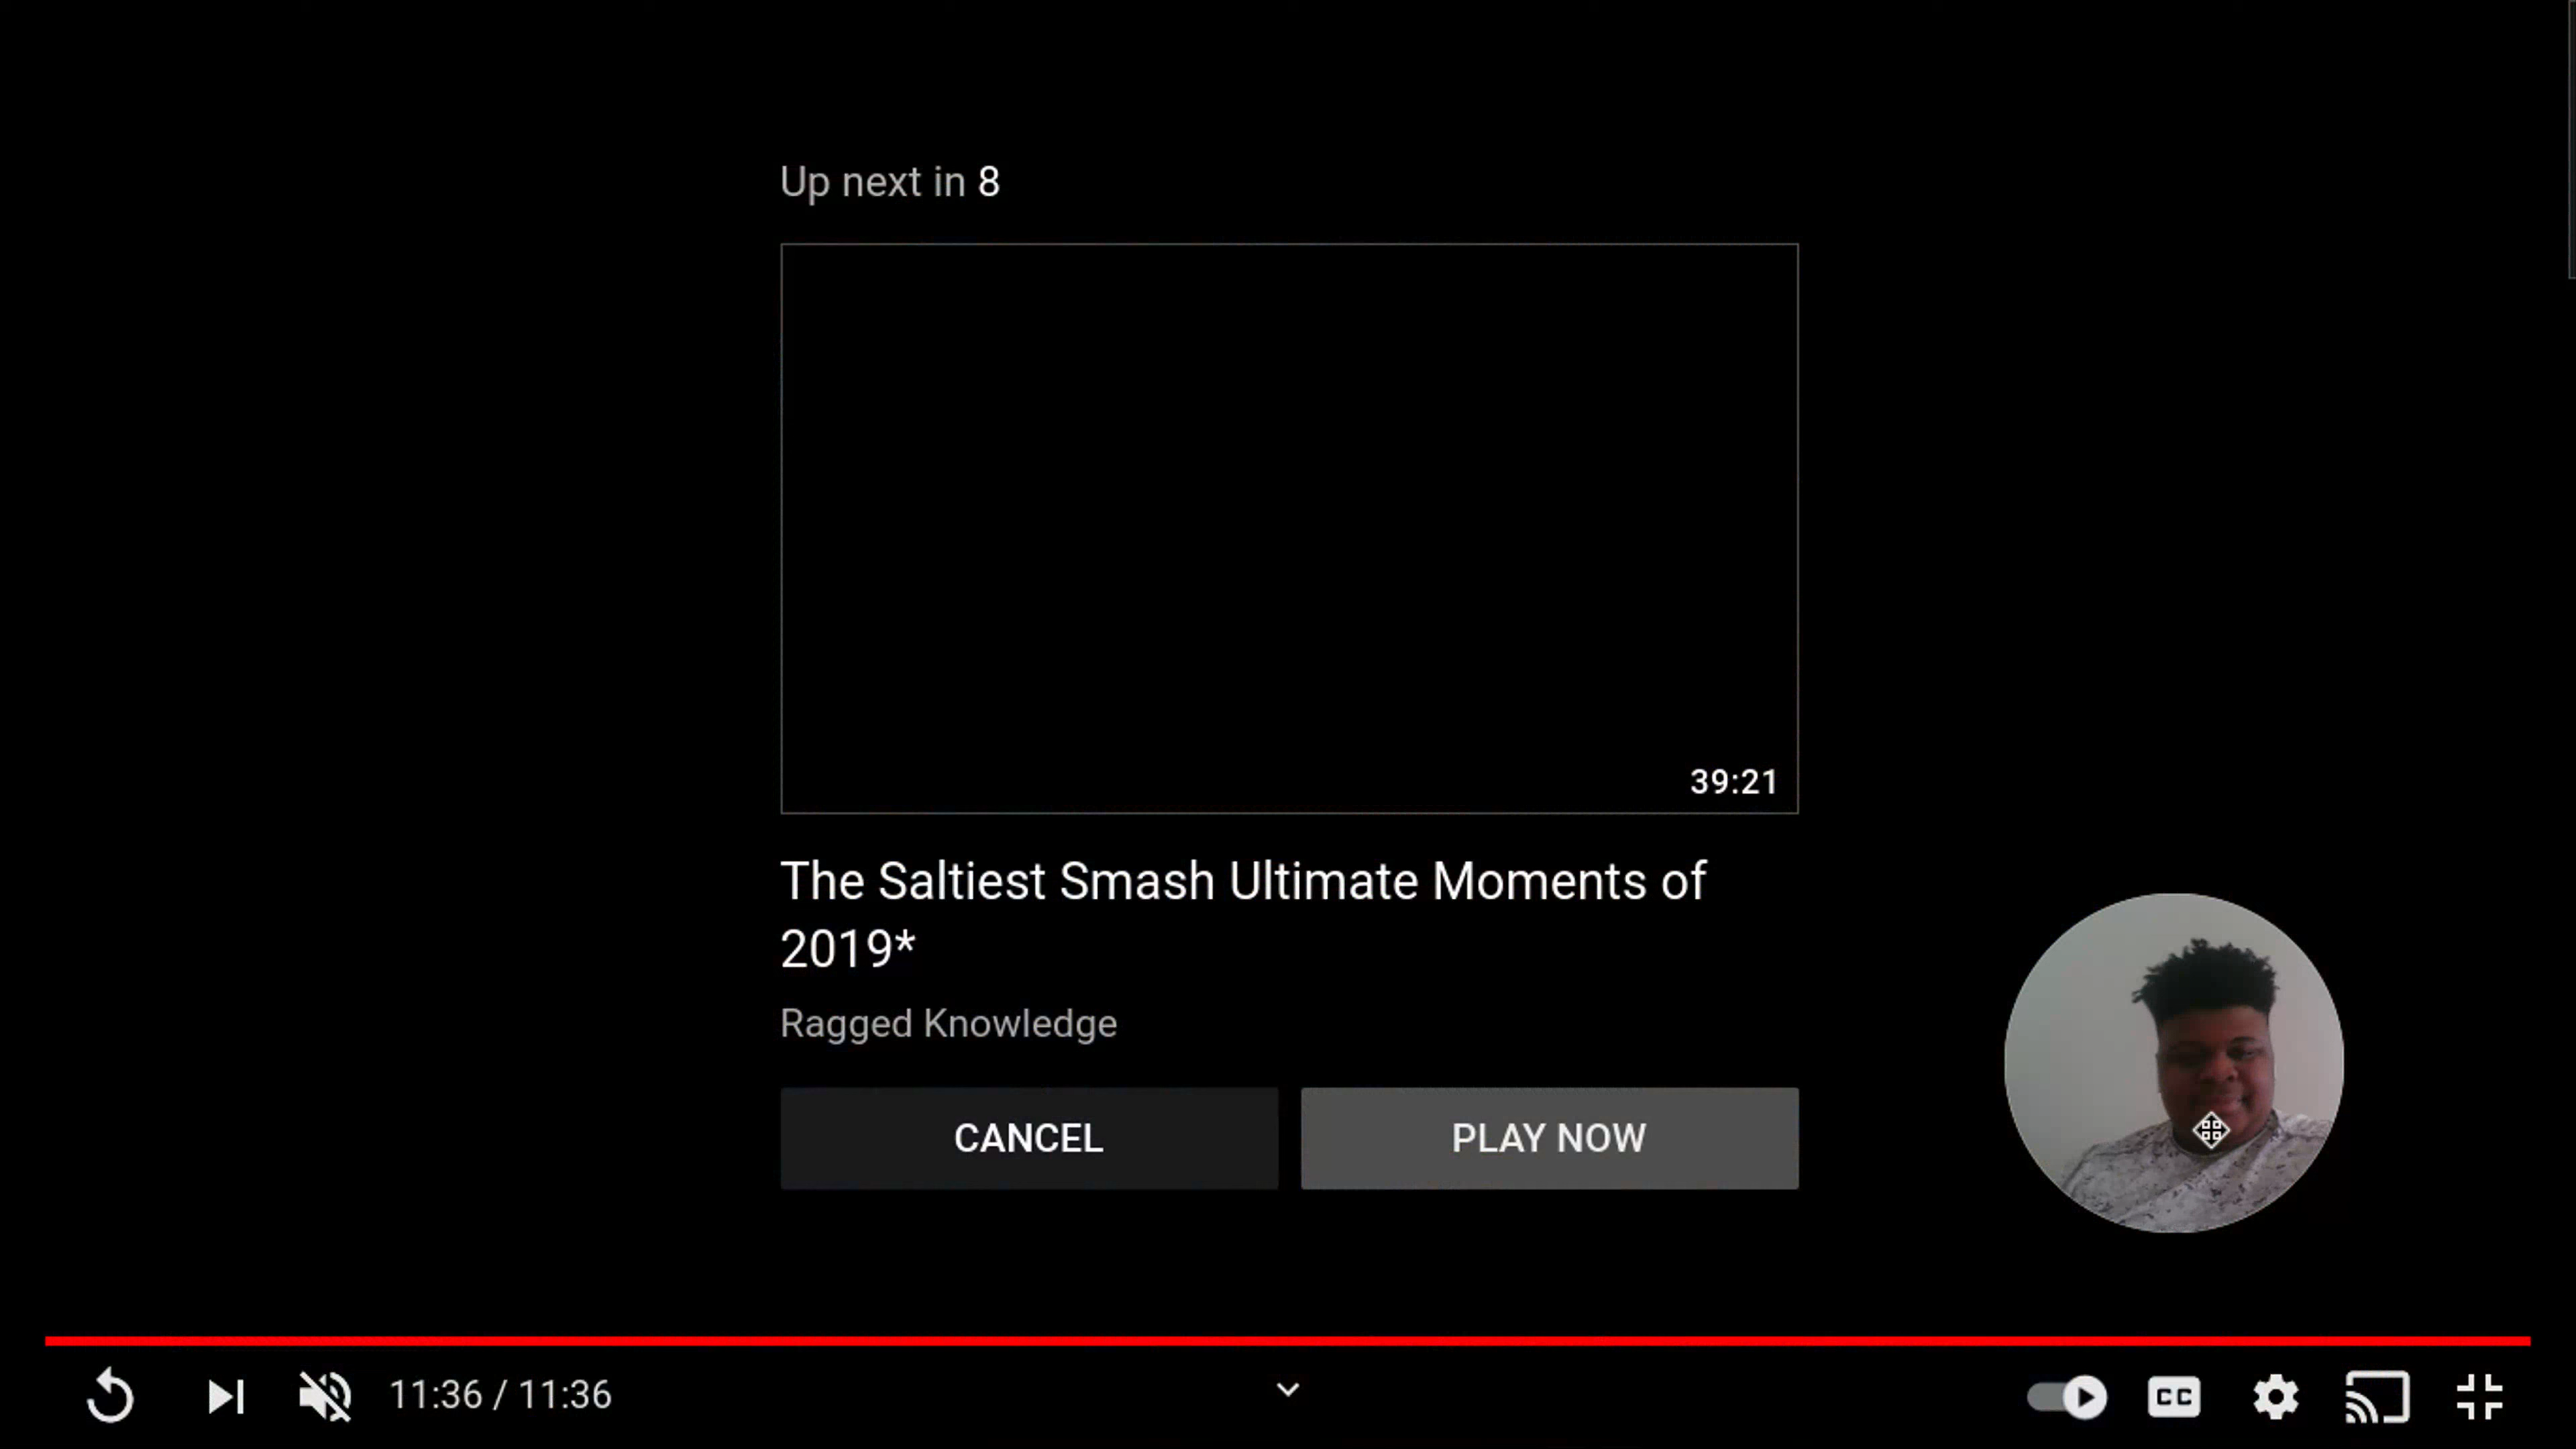 Up next in 8
39:21
The Saltiest Smash Ultimate Moments of
2019*
Ragged Knowledge
CANCEL
PLAY NOW
11:36 / 11:36
CC